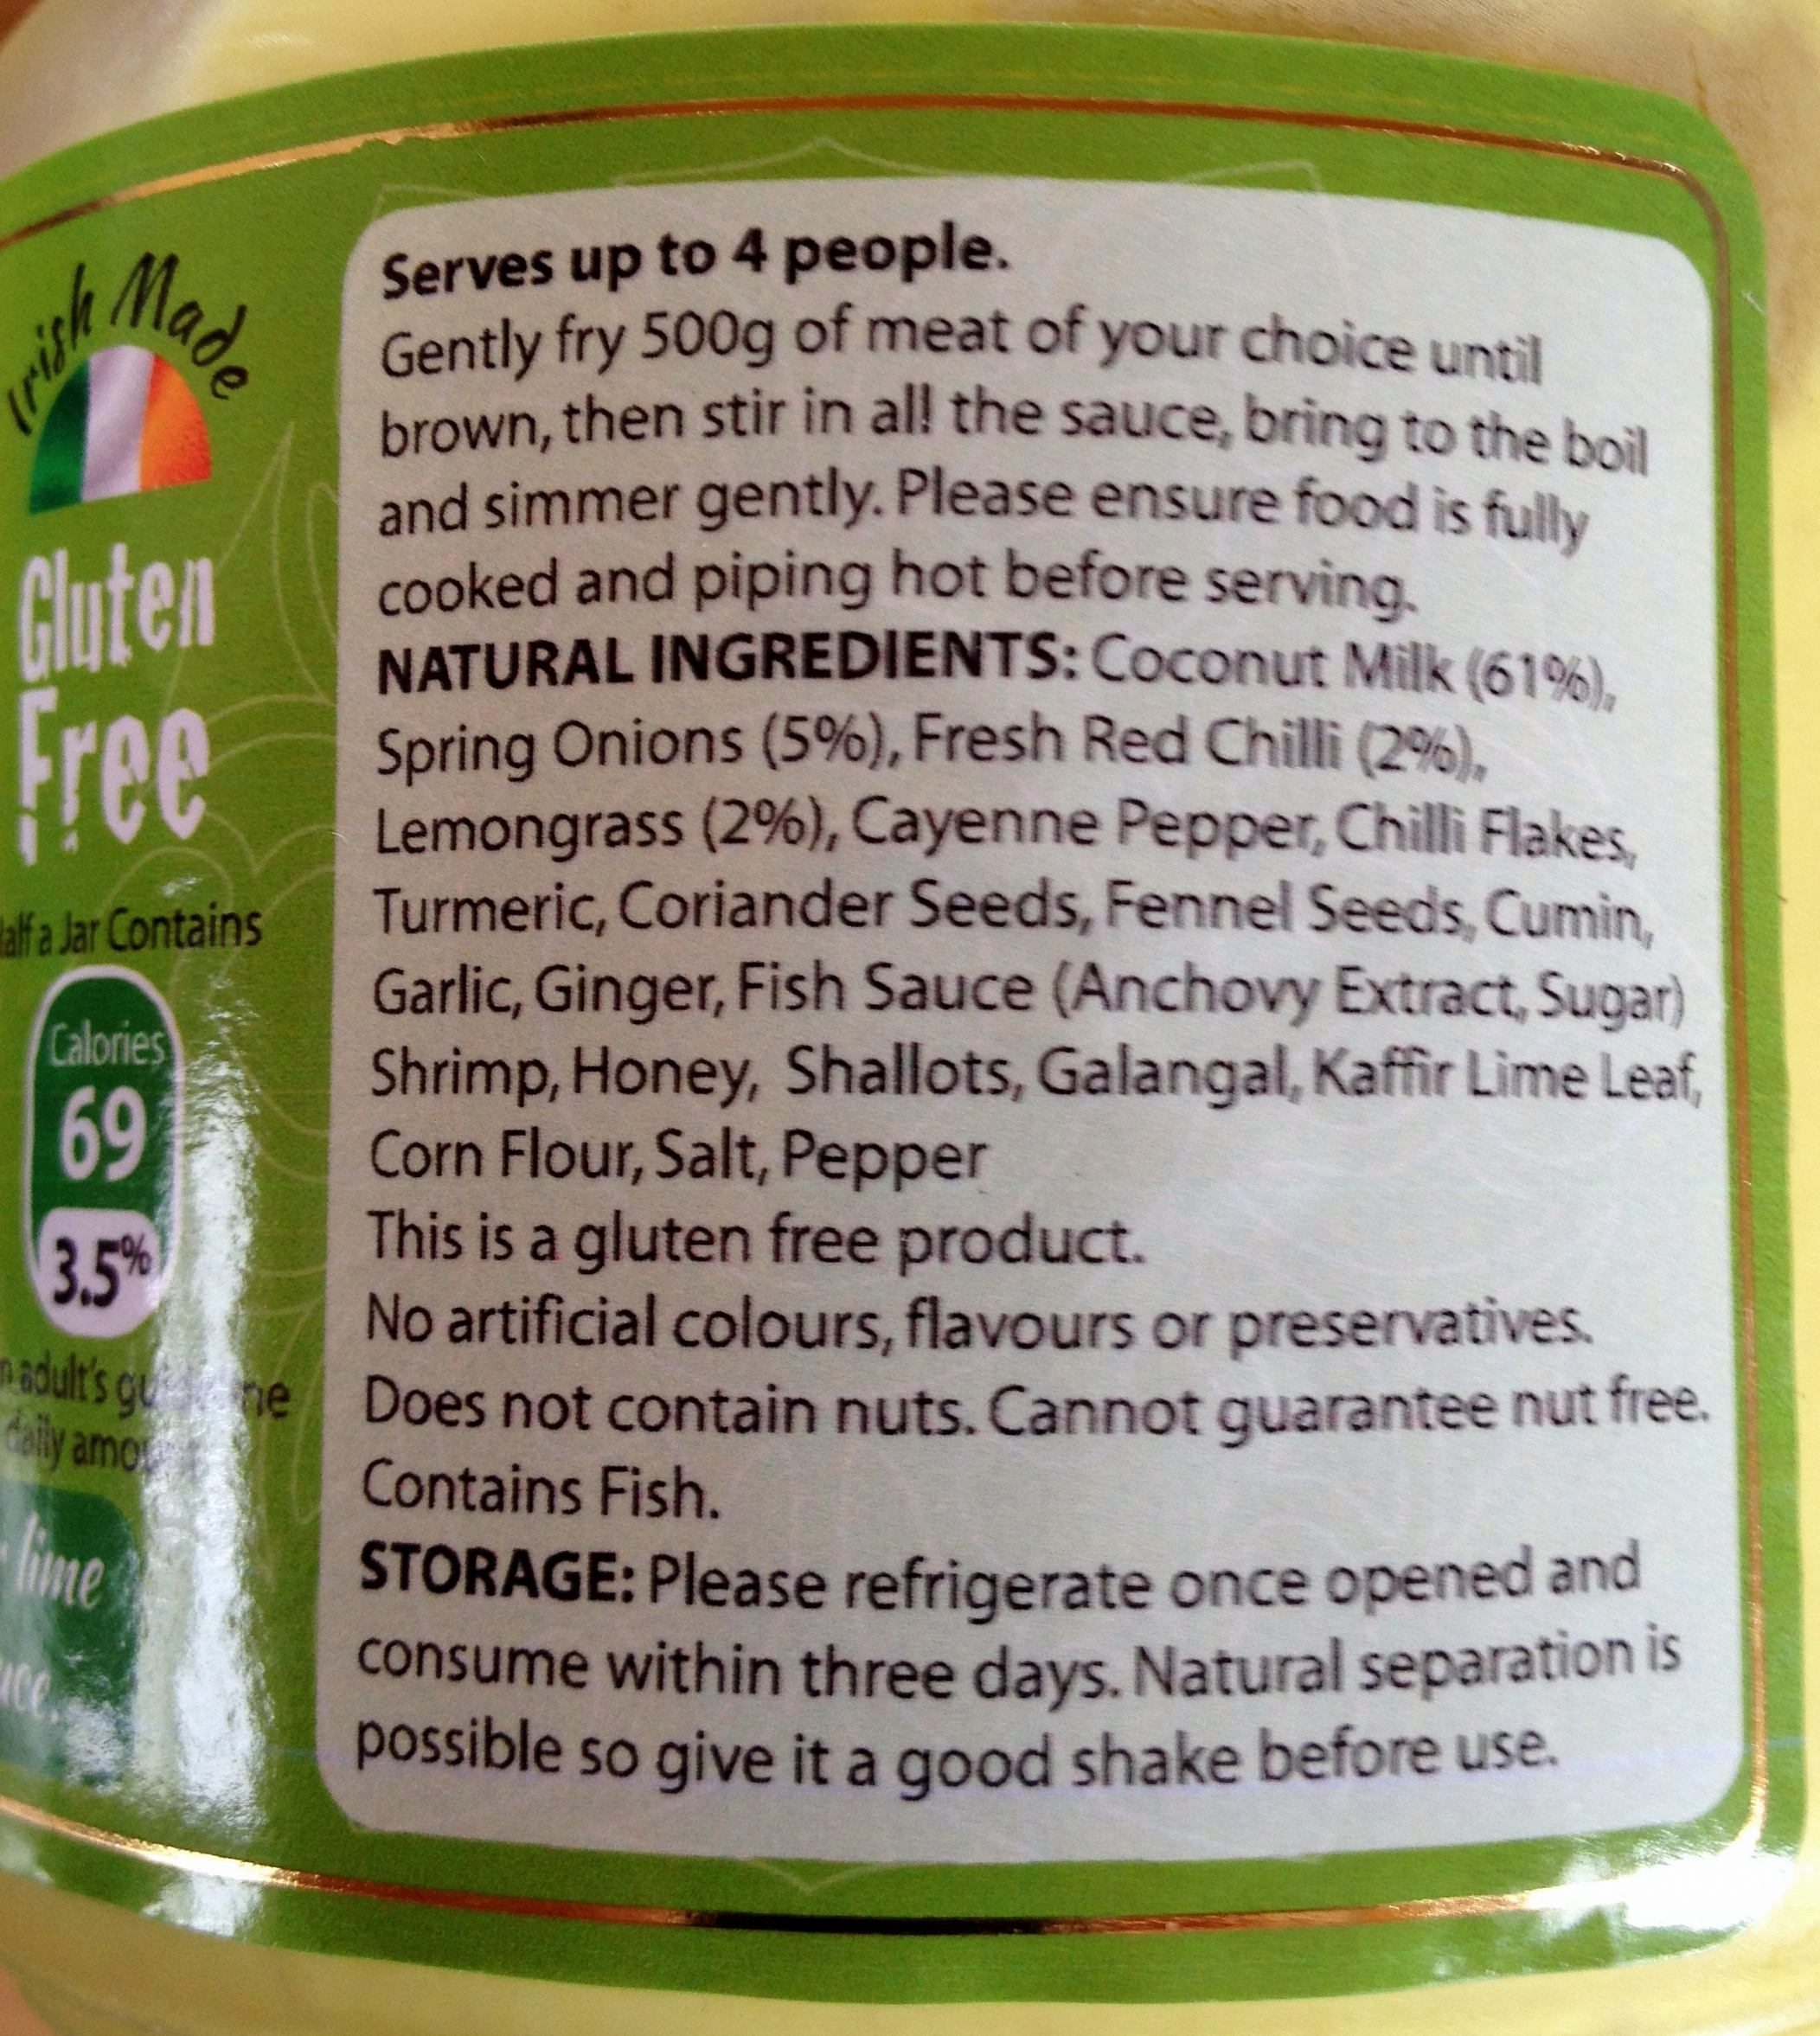 Irish Made
Gluten
Free
Half a Jar Contains
Calories
69
3.5%
adult's guideline
daily amount
lime
Serves up to 4 people.
Gently fry 500g of meat of your choice until
brown, then stir in all the sauce, bring to the boil
and simmer gently. Please ensure food is fully
cooked and piping hot before serving.
NATURAL INGREDIENTS: Coconut Milk (61%),
Spring Onions (5%), Fresh Red Chilli (2%),
Lemongrass (2%), Cayenne Pepper, Chilli Flakes,
Turmeric, Coriander Seeds, Fennel Seeds, Cumin,
Garlic, Ginger, Fish Sauce (Anchovy Extract, Sugar)
Shrimp, Honey, Shallots, Galangal, Kaffir Lime Leaf,
Corn Flour, Salt, Pepper
This is a gluten free product.
No artificial colours, flavours or preservatives.
Does not contain nuts. Cannot guarantee nut free.
Contains Fish.
STORAGE: Please refrigerate once opened and
consume within three days. Natural separation is
possible so give it a good shake before use.